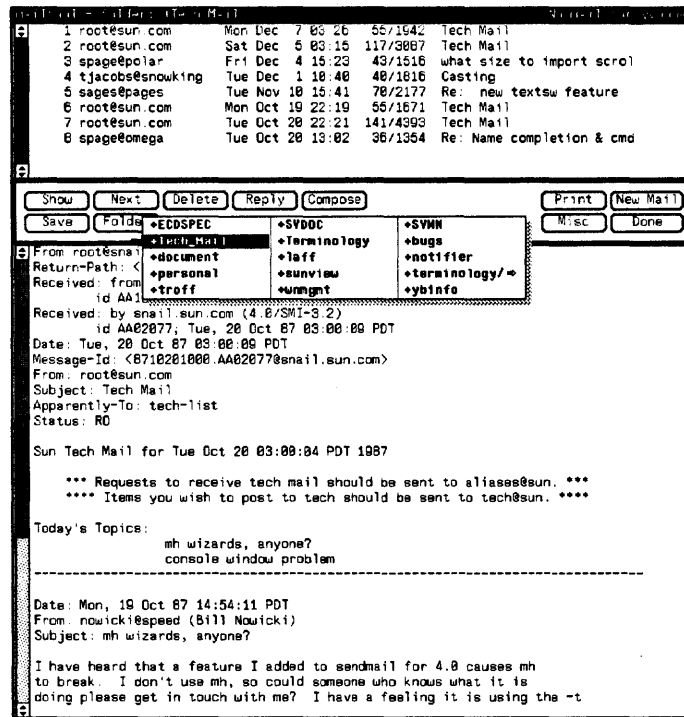 1 root@sun.com Mon Dec 7 03 26 55/1942 Tech Mail
2 root@sun.com Sat Dec 5 03:15 117/3087 Tech Mail
3 spage@polar Fri Dec 4 15:23 43/1516 what size to import scrol
4 tjacobs@snowking Tue Dec 1 10:40 40/1016 Casting
5 sages@pages Tue Nov 10 15:41 70/2177 Re: new textsw feature
6 root@sun.com Mon Oct 19 22:19 55/1671 Tech Mail
7 root@sun.com Tue Oct 20 22:21 141/4393 Tech Mail
8 spage@omega Tue Oct 20 13:02 36/1354 Re: Name completion & cmd
Show Next Delete Reply Compose Print New Mail
Save Folde Misc Done
+ECDSPEC +SVDOC +SVMN
+Tech_Mail +Terminology +bugs
+document +laff +notifier
+personal +sunview +terminology/⇒
+troff +wnmgmt +ybinfo
From root@snai
Return-Path: <
Received: from
id AA1
Received: by snail.sun.com (4.0/SMI-3.2)
id AA02077; Tue, 20 Oct 87 03:00:09 PDT
Date: Tue, 20 Oct 87 03:00:09 PDT
Message-Id: <8710201000.AA02077@snail.sun.com>
From: root@sun.com
Subject: Tech Mail
Apparently-To: tech-list
Status: RO
Sun Tech Mail for Tue Oct 20 03:00:04 PDT 1987
*** Requests to receive tech mail should be sent to aliases@sun. ***
**** Items you wish to post to tech should be sent to tech@sun. ****
Today's Topics:
mh wizards, anyone?
console window problem
Date: Mon, 19 Oct 87 14:54:11 PDT
From: nowicki@speed (Bill Nowicki)
Subject: mh wizards, anyone?
I have heard that a feature I added to sendmail for 4.0 causes mh
to break. I don't use mh, so could someone who knows what it is
doing please get in touch with me? I have a feeling it is using the -t